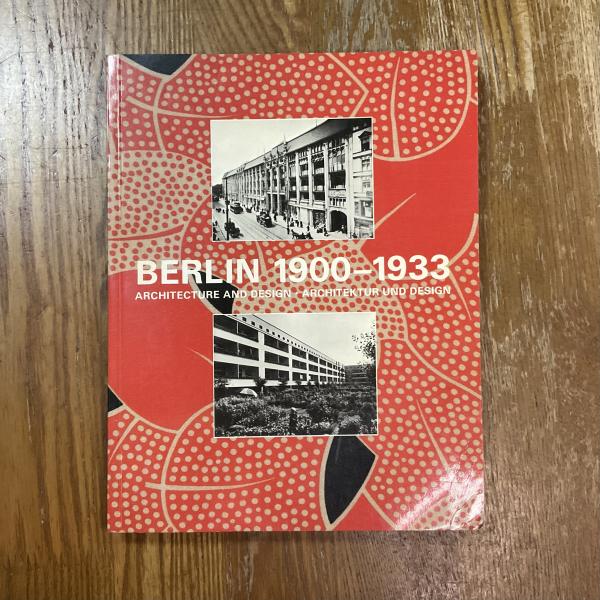 BERLIN 1900–1933
ARCHITECTURE AND DESIGN · ARCHITEKTUR UND DESIGN